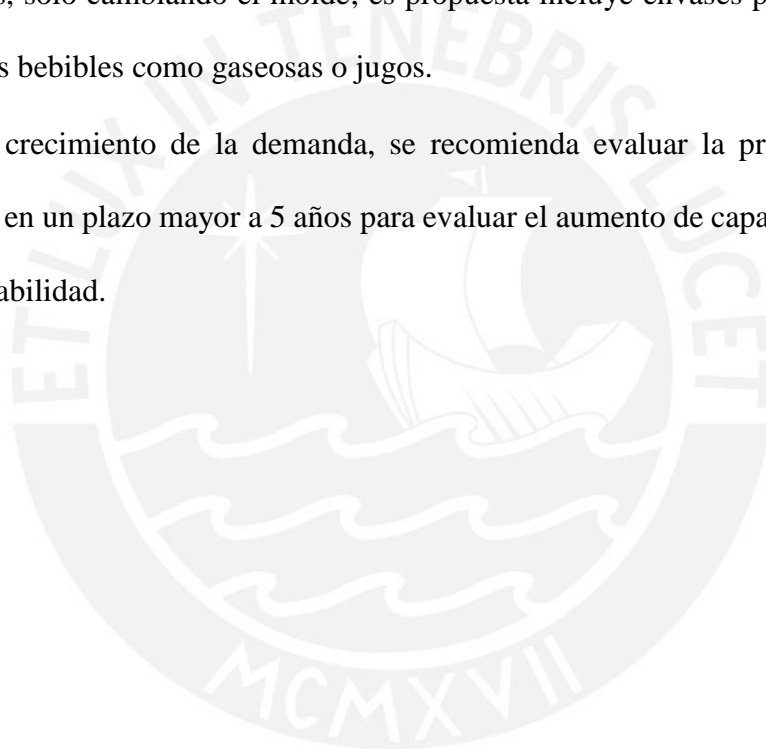 s, solo cambiando el molde, es propuesta incluye envases p
s bebibles como gaseosas o jugos.
crecimiento de la demanda, se recomienda evaluar la pr
en un plazo mayor a 5 años para evaluar el aumento de capa
abilidad.
ET LUX IN TENEBRIS LUCET
MCMXVII